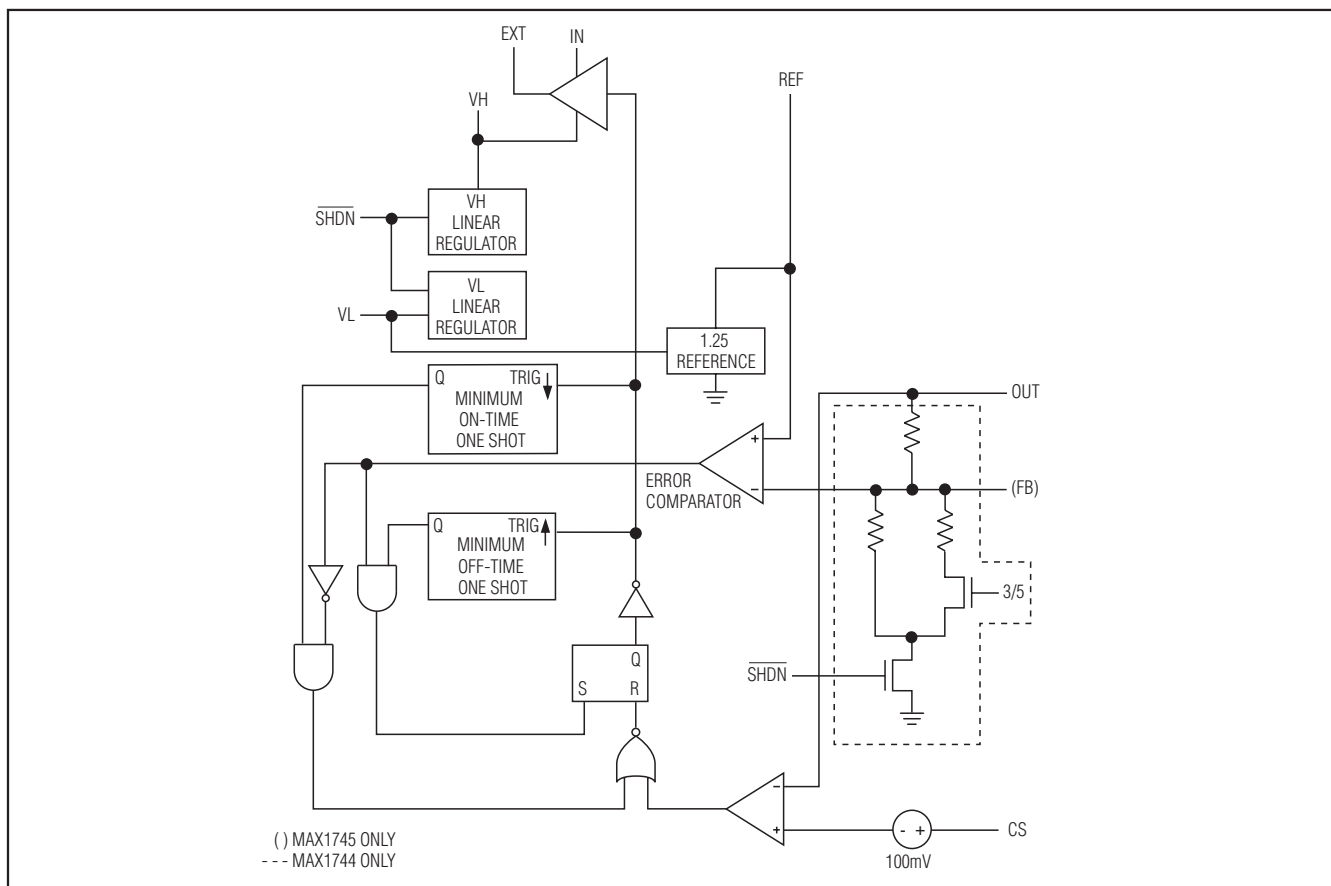 EXT
IN
REF
VH
SHDN
VH
LINEAR
REGULATOR
VL
LINEAR
REGULATOR
VL
1.25
REFERENCE
Q TRIG
MINIMUM
ON-TIME
ONE SHOT
OUT
+
−
ERROR
COMPARATOR
(FB)
Q TRIG
MINIMUM
OFF-TIME
ONE SHOT
3/5
Q
S R
SHDN
−
+
- +
CS
100mV
( ) MAX1745 ONLY
- - - MAX1744 ONLY